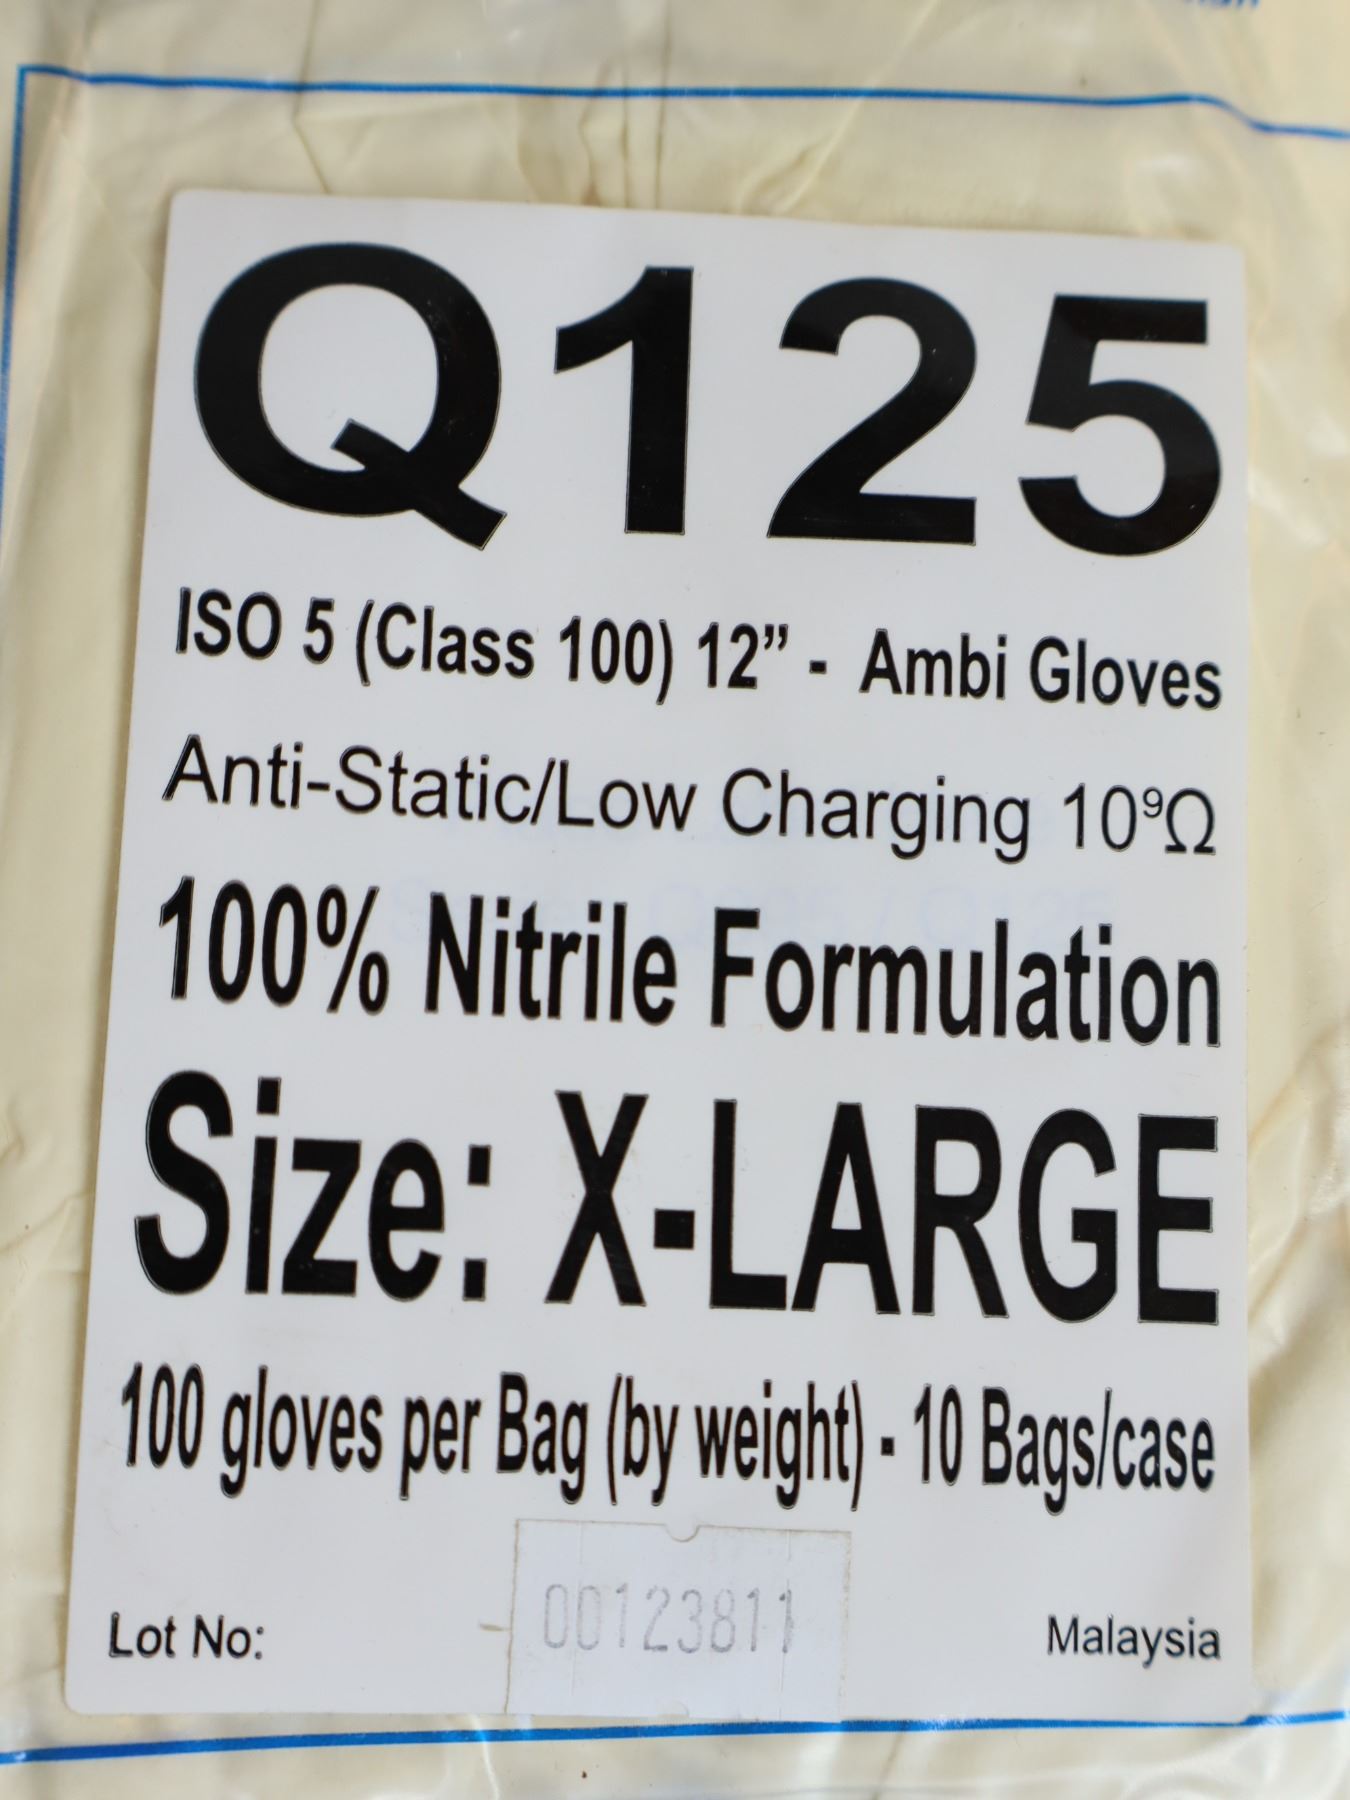 Q125
ISO 5 (Class 100) 12” - Ambi Gloves
Anti-Static/Low Charging 10⁹Ω
100% Nitrile Formulation
Size: X-LARGE
100 gloves per Bag (by weight) - 10 Bags/case
Lot No: 00123811 Malaysia